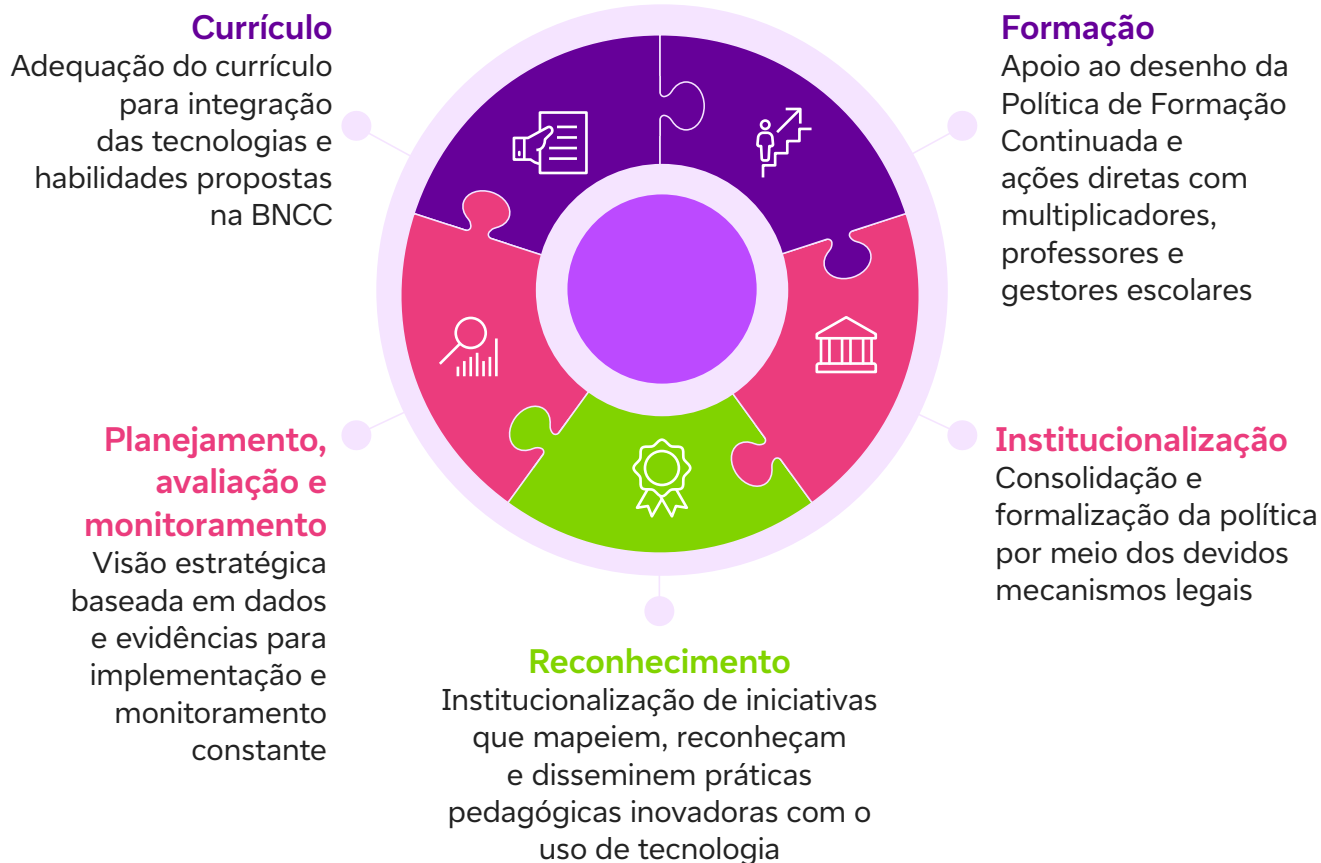 Currículo
Adequação do currículo
para integração
das tecnologias e
habilidades propostas
na BNCC
Formação
Apoio ao desenho da
Política de Formação
Continuada e
ações diretas com
multiplicadores,
professores e
gestores escolares
Planejamento,
avaliação e
monitoramento
Visão estratégica
baseada em dados
e evidências para
implementação e
monitoramento
constante
Institucionalização
Consolidação e
formalização da política
por meio dos devidos
mecanismos legais
Reconhecimento
Institucionalização de iniciativas
que mapeiem, reconheçam
e disseminem práticas
pedagógicas inovadoras com o
uso de tecnologia